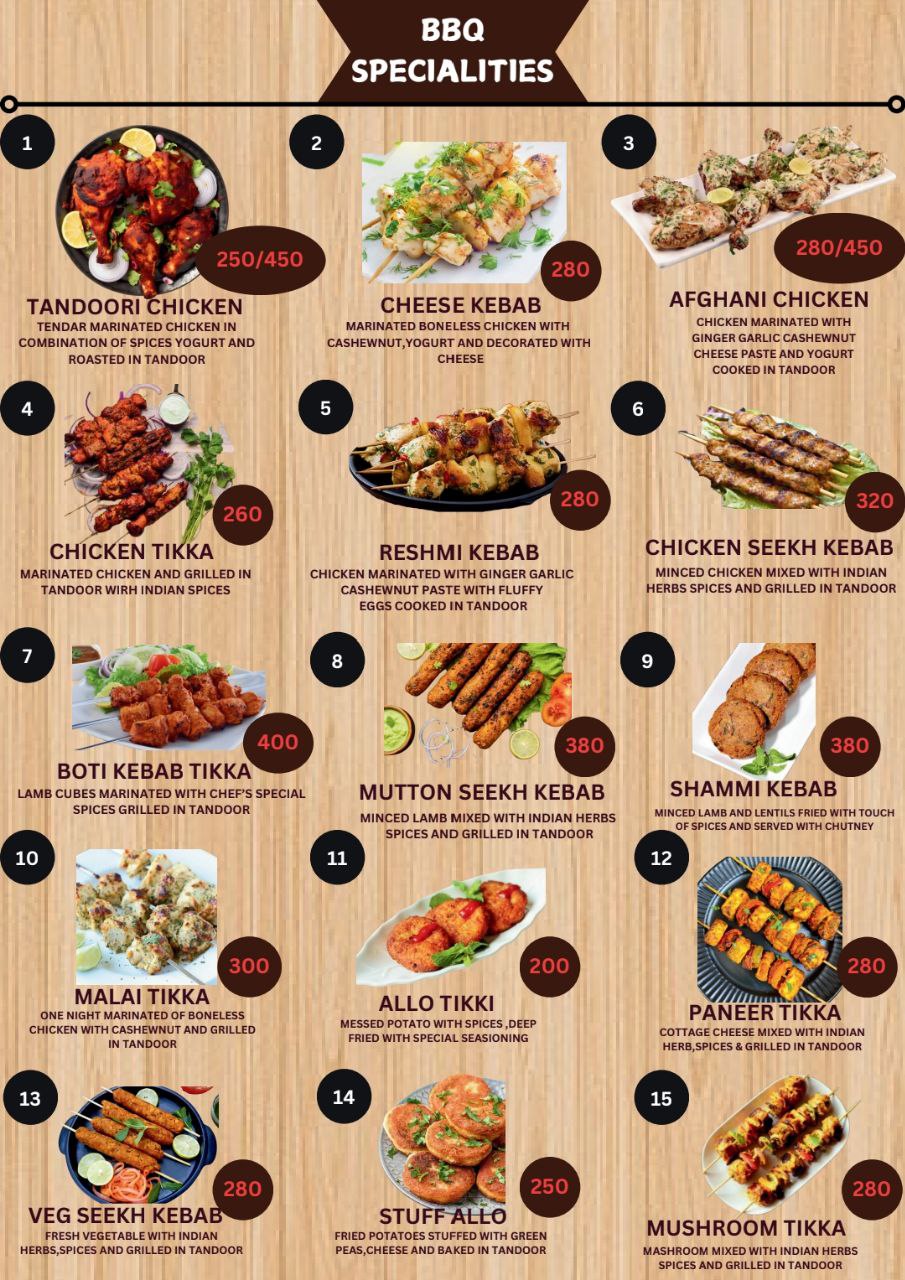 BBQ
SPECIALITIES
1
250/450
TANDOORI CHICKEN
TENDAR MARINATED CHICKEN IN
COMBINATION OF SPICES YOGURT AND
ROASTED IN TANDOOR
2
280
CHEESE KEBAB
MARINATED BONELESS CHICKEN WITH
CASHEWNUT,YOGURT AND DECORATED WITH
CHEESE
3
280/450
AFGHANI CHICKEN
CHICKEN MARINATED WITH
GINGER GARLIC CASHEWNUT
CHEESE PASTE AND YOGURT
COOKED IN TANDOOR
4
260
CHICKEN TIKKA
MARINATED CHICKEN AND GRILLED IN
TANDOOR WIRH INDIAN SPICES
5
280
RESHMI KEBAB
CHICKEN MARINATED WITH GINGER GARLIC
CASHEWNUT PASTE WITH FLUFFY
EGGS COOKED IN TANDOOR
6
320
CHICKEN SEEKH KEBAB
MINCED CHICKEN MIXED WITH INDIAN
HERBS SPICES AND GRILLED IN TANDOOR
7
400
BOTI KEBAB TIKKA
LAMB CUBES MARINATED WITH CHEF'S SPECIAL
SPICES GRILLED IN TANDOOR
8
380
MUTTON SEEKH KEBAB
MINCED LAMB MIXED WITH INDIAN HERBS
SPICES AND GRILLED IN TANDOOR
9
380
SHAMMI KEBAB
MINCED LAMB AND LENTILS FRIED WITH TOUCH
OF SPICES AND SERVED WITH CHUTNEY
10
300
MALAI TIKKA
ONE NIGHT MARINATED OF BONELESS
CHICKEN WITH CASHEWNUT AND GRILLED
IN TANDOOR
11
200
ALLO TIKKI
MESSED POTATO WITH SPICES ,DEEP
FRIED WITH SPECIAL SEASIONING
12
280
PANEER TIKKA
COTTAGE CHEESE MIXED WITH INDIAN
HERB,SPICES & GRILLED IN TANDOOR
13
280
VEG SEEKH KEBAB
FRESH VEGETABLE WITH INDIAN
HERBS,SPICES AND GRILLED IN TANDOOR
14
250
STUFF ALLO
FRIED POTATOES STUFFED WITH GREEN
PEAS,CHEESE AND BAKED IN TANDOOR
15
280
MUSHROOM TIKKA
MASHROOM MIXED WITH INDIAN HERBS
SPICES AND GRILLED IN TANDOOR